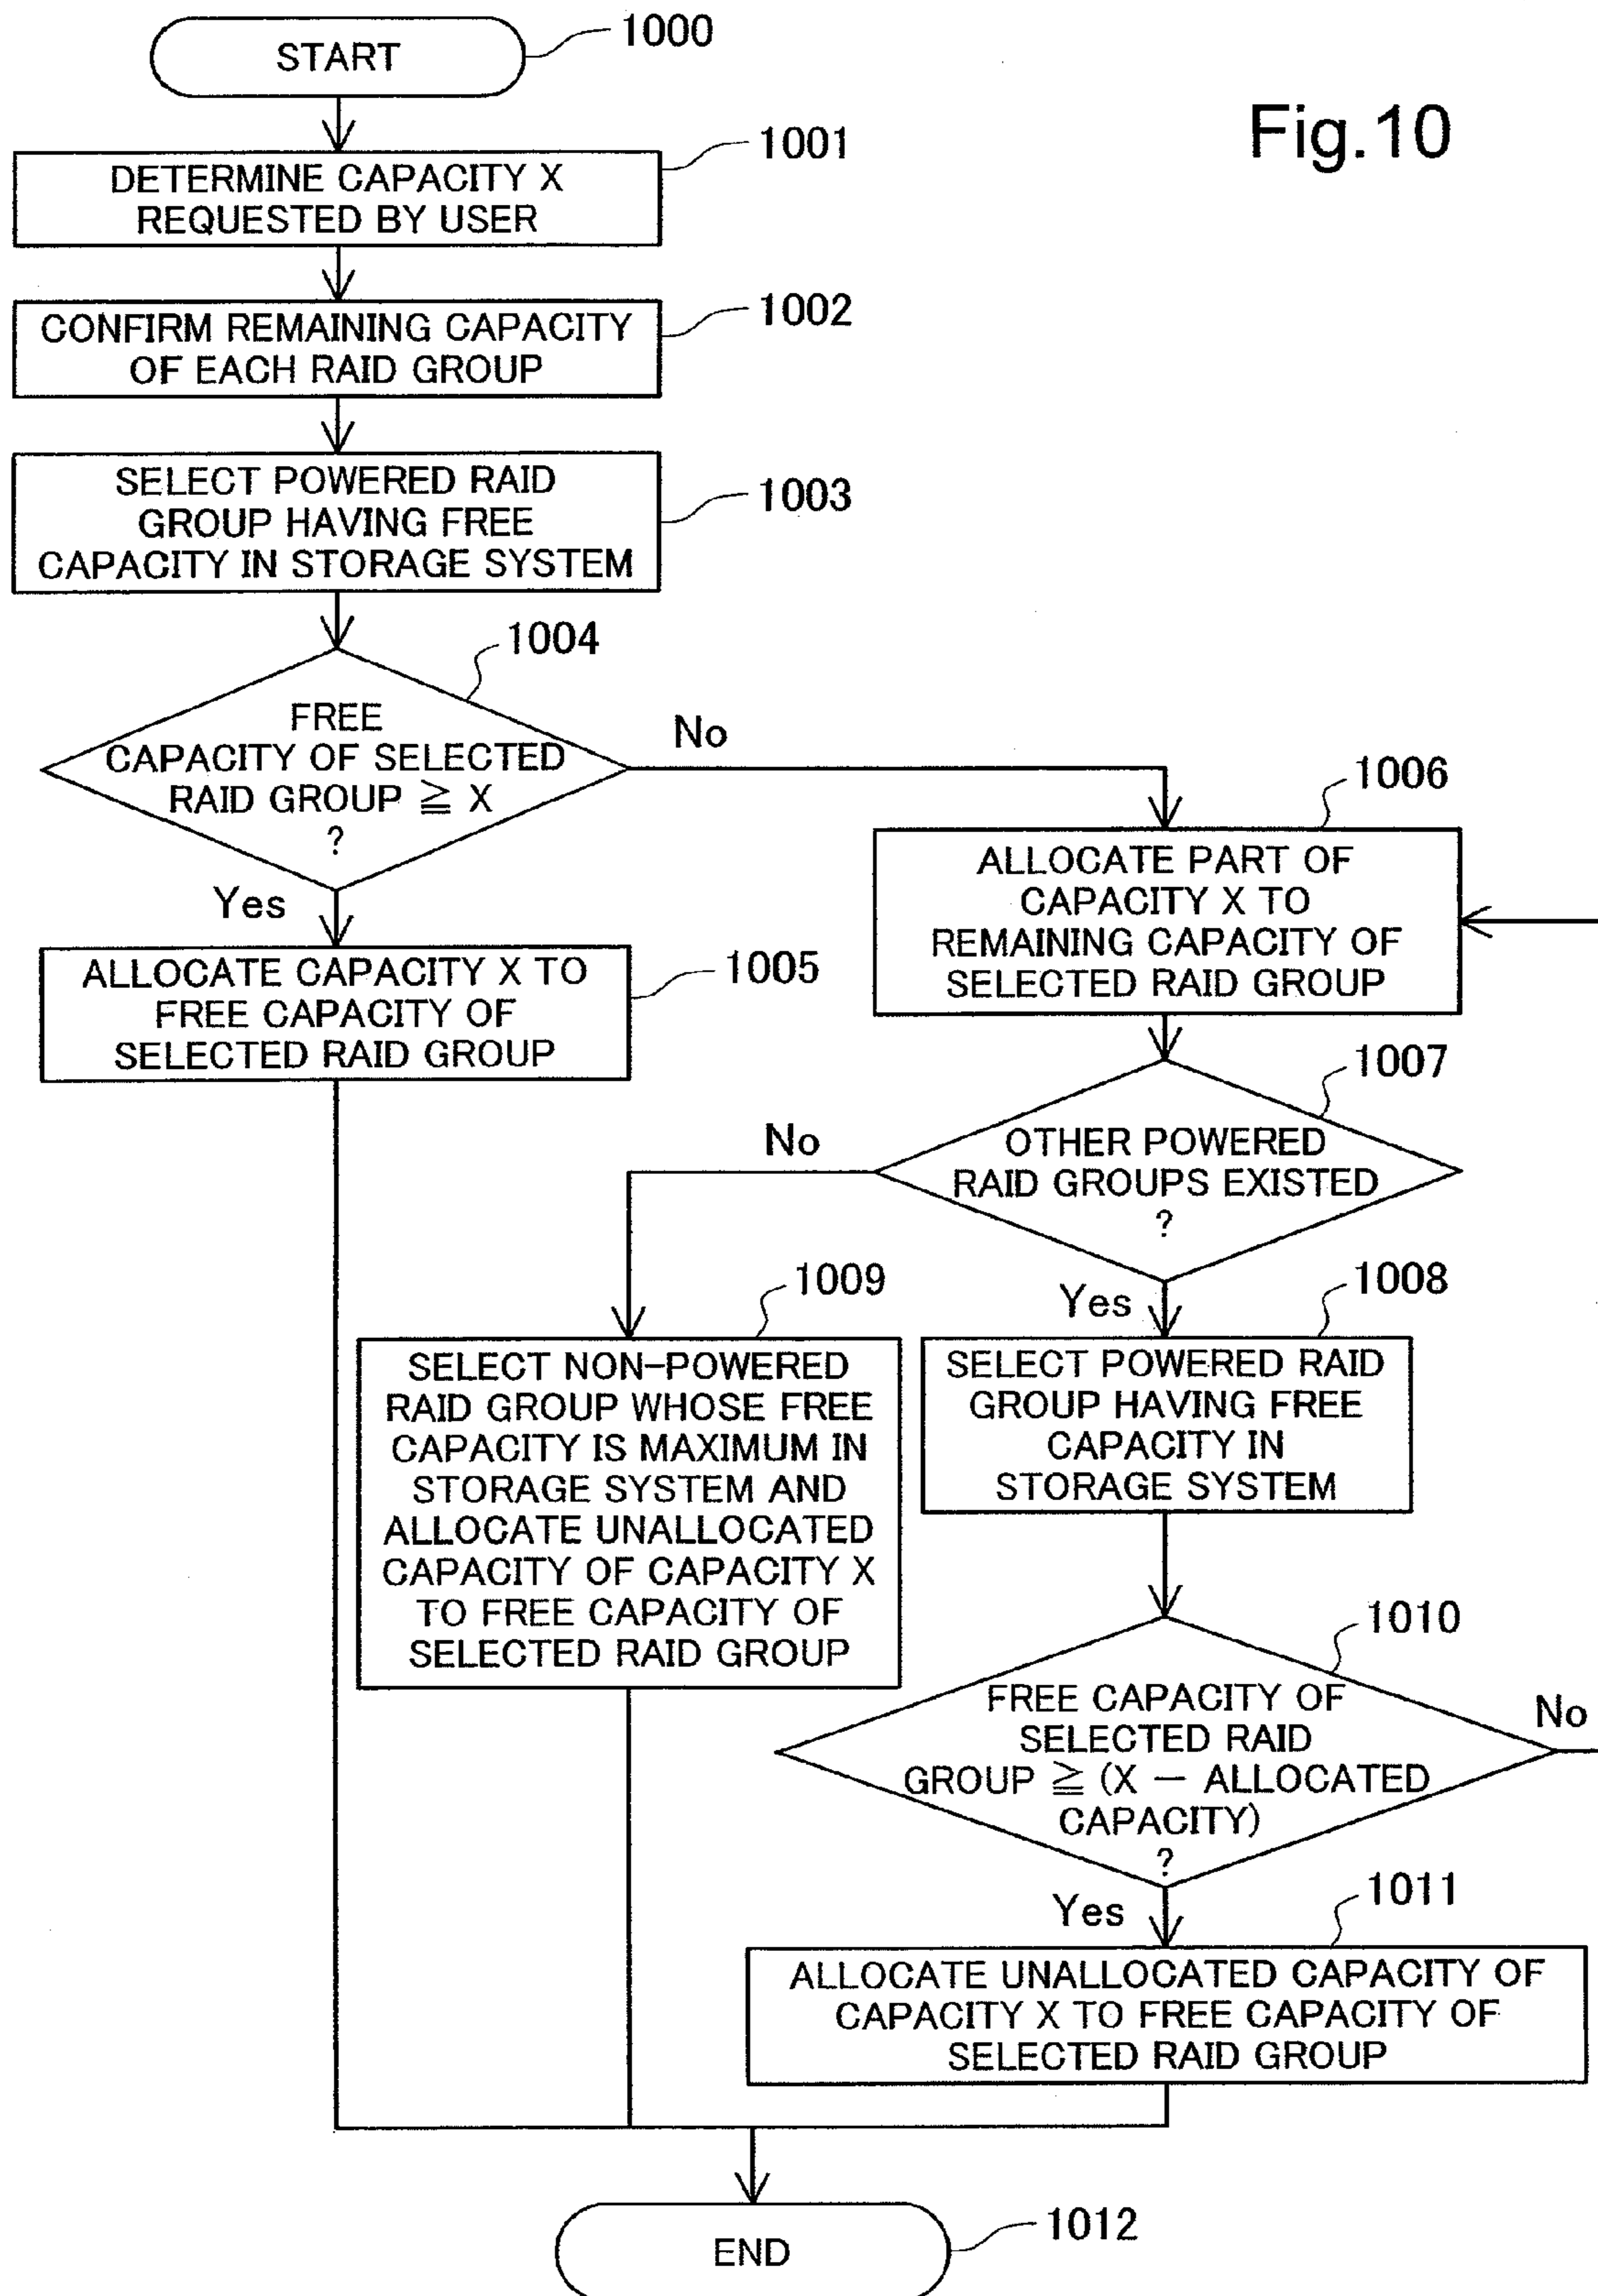 Fig.10
START
1000
DETERMINE CAPACITY X
REQUESTED BY USER
1001
CONFIRM REMAINING CAPACITY
OF EACH RAID GROUP
1002
SELECT POWERED RAID
GROUP HAVING FREE
CAPACITY IN STORAGE SYSTEM
1003
FREE
CAPACITY OF SELECTED
RAID GROUP ≧ X
?
1004
No
Yes
ALLOCATE CAPACITY X TO
FREE CAPACITY OF
SELECTED RAID GROUP
1005
ALLOCATE PART OF
CAPACITY X TO
REMAINING CAPACITY OF
SELECTED RAID GROUP
1006
OTHER POWERED
RAID GROUPS EXISTED
?
1007
No
Yes
SELECT NON-POWERED
RAID GROUP WHOSE FREE
CAPACITY IS MAXIMUM IN
STORAGE SYSTEM AND
ALLOCATE UNALLOCATED
CAPACITY OF CAPACITY X
TO FREE CAPACITY OF
SELECTED RAID GROUP
1009
SELECT POWERED RAID
GROUP HAVING FREE
CAPACITY IN
STORAGE SYSTEM
1008
FREE CAPACITY OF
SELECTED RAID
GROUP ≧ (X − ALLOCATED
CAPACITY)
?
1010
No
Yes
ALLOCATE UNALLOCATED CAPACITY OF
CAPACITY X TO FREE CAPACITY OF
SELECTED RAID GROUP
1011
END
1012